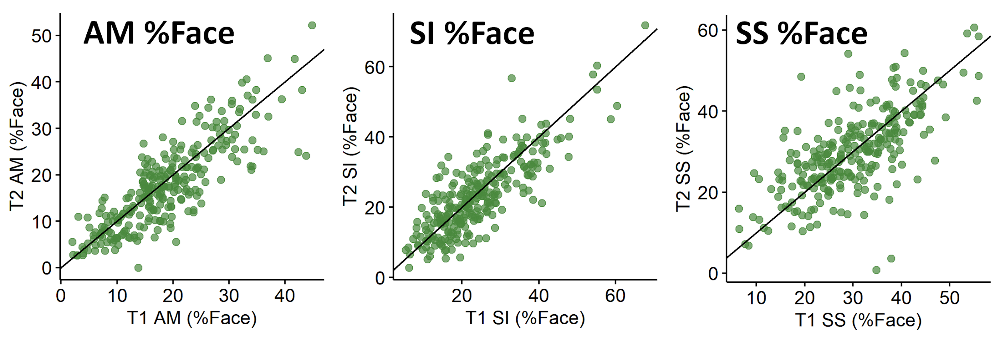 AM %Face
T2 AM (%Face)
50
40
30
20
10
0
0 10 20 30 40
T1 AM (%Face)
SI %Face
T2 SI (%Face)
60
40
20
0
20 40 60
T1 SI (%Face)
SS %Face
T2 SS (%Face)
60
40
20
0
10 20 30 40 50
T1 SS (%Face)